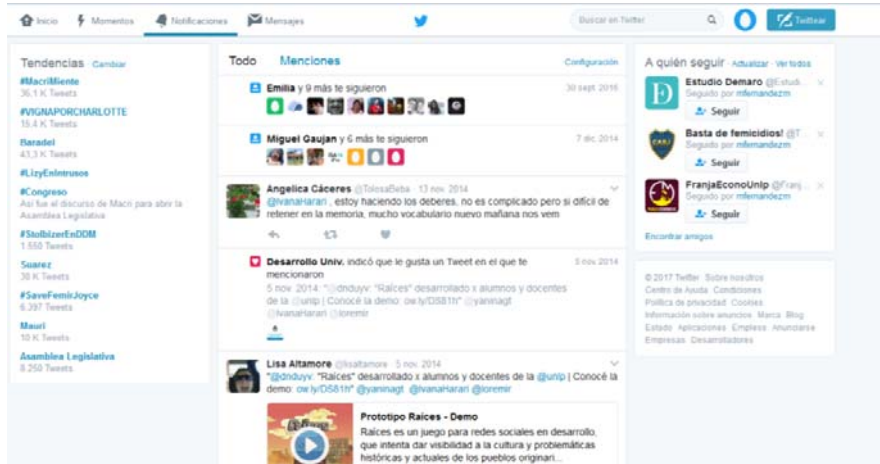 Inicio Momentos Notificaciones Mensajes Buscar en Twitter Twittear
Tendencias · Cambiar
#MacriMiente
36,1 K Tweets
#VIGNAPORCHARLOTTE
15,4 K Tweets
Baradel
43,3 K Tweets
#LizyEnIntrusos
#Congreso
Así fue el discurso de Macri para abrir la
Asamblea Legislativa
#StolbizerEnDDM
1.550 Tweets
Suarez
38 K Tweets
#SaveFemirJoyce
6.397 Tweets
Mauri
10 K Tweets
Asamblea Legislativa
8.250 Tweets
Todo Menciones Configuración
Emilia y 9 más te siguieron 30 sept. 2016
Miguel Gaujan y 6 más te siguieron 7 dic. 2014
Angelica Cáceres @TolosaBeba · 13 nov. 2014
@IvanaHarari , estoy haciendo los deberes, no es complicado pero si difícil de
retener en la memoria, mucho vocabulario nuevo mañana nos vem
Desarrollo Univ. indicó que le gusta un Tweet en el que te 5 nov. 2014
mencionaron
5 nov. 2014: "@dnduyv: "Raíces" desarrollado x alumnos y docentes
de la @unlp | Conocé la demo: ow.ly/DS81h" @yaninagt
@IvanaHarari @loremir
Lisa Altamore @lisaltamore · 5 nov. 2014
"@dnduyv: "Raíces" desarrollado x alumnos y docentes de la @unlp | Conocé la
demo: ow.ly/DS81h" @yaninagt @IvanaHarari @loremir
Prototipo Raíces - Demo
Raíces es un juego para redes sociales en desarrollo,
que intenta dar visibilidad a la cultura y problemáticas
históricas y actuales de los pueblos originari...
A quién seguir · Actualizar · Ver todos
Estudio Demaro @Estudi...
Seguido por mfernandezm
Seguir
Basta de femicidios! @T...
Seguido por mfernandezm
Seguir
FranjaEconoUnlp @Franj...
Seguido por mfernandezm
Seguir
Encontrar amigos
© 2017 Twitter Sobre nosotros
Centro de Ayuda Condiciones
Política de privacidad Cookies
Información sobre anuncios Marca Blog
Estado Aplicaciones Empleos Anunciarse
Empresas Desarrolladores